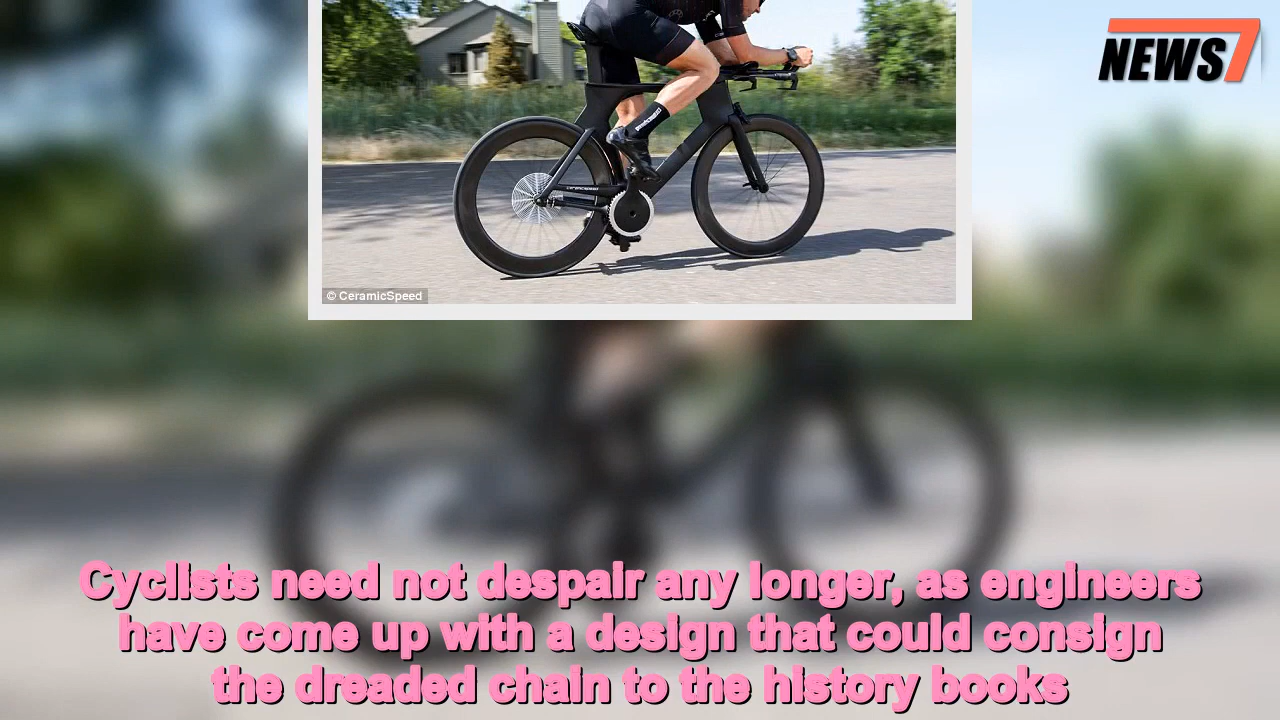 NEWS7
© CeramicSpeed
Cyclists need not despair any longer, as engineers
have come up with a design that could consign
the dreaded chain to the history books